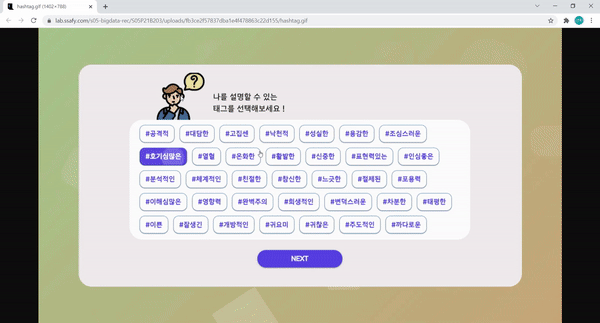 hashtag.gif (1402×788)
lab.ssafy.com/s05-bigdata-rec/S05P21B203/uploads/fb3ce2f57837dba1e4f478863c22d155/hashtag.gif
?
나를 설명할 수 있는
태그를 선택해보세요 !
#공격적 #대담한 #고집센 #낙천적 #성실한 #용감한 #조심스러운
#호기심많은 #열혈 #온화한 #활발한 #신중한 #표현력있는 #인심좋은
#분석적인 #체계적인 #친절한 #참신한 #느긋한 #절제된 #포용력
#이해심많은 #영향력 #완벽주의 #희생적인 #변덕스러운 #차분한 #태평한
#이쁜 #잘생긴 #개방적인 #귀요미 #귀찮은 #주도적인 #까다로운
NEXT